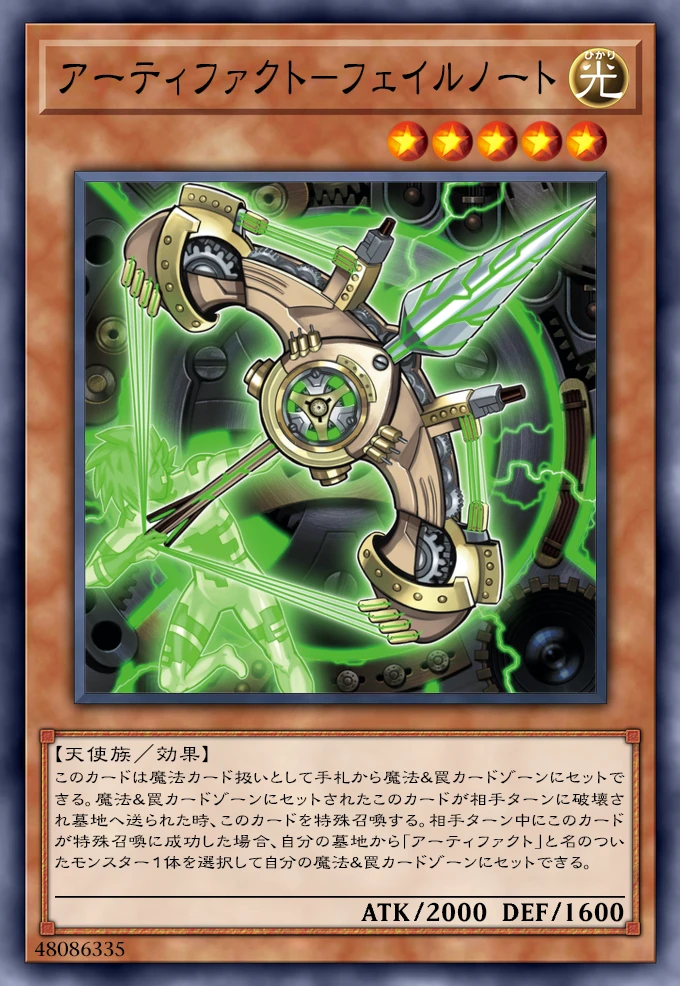 アーティファクト-フェイルノート
ひかり
光
【天使族／効果】
このカードは魔法カード扱いとして手札から魔法&罠カードゾーンにセットで
きる。魔法&罠カードゾーンにセットされたこのカードが相手ターンに破壊さ
れ墓地へ送られた時、このカードを特殊召喚する。相手ターン中にこのカード
が特殊召喚に成功した場合、自分の墓地から「アーティファクト」と名のつい
たモンスター1体を選択して自分の魔法&罠カードゾーンにセットできる。
ATK/2000 DEF/1600
48086335